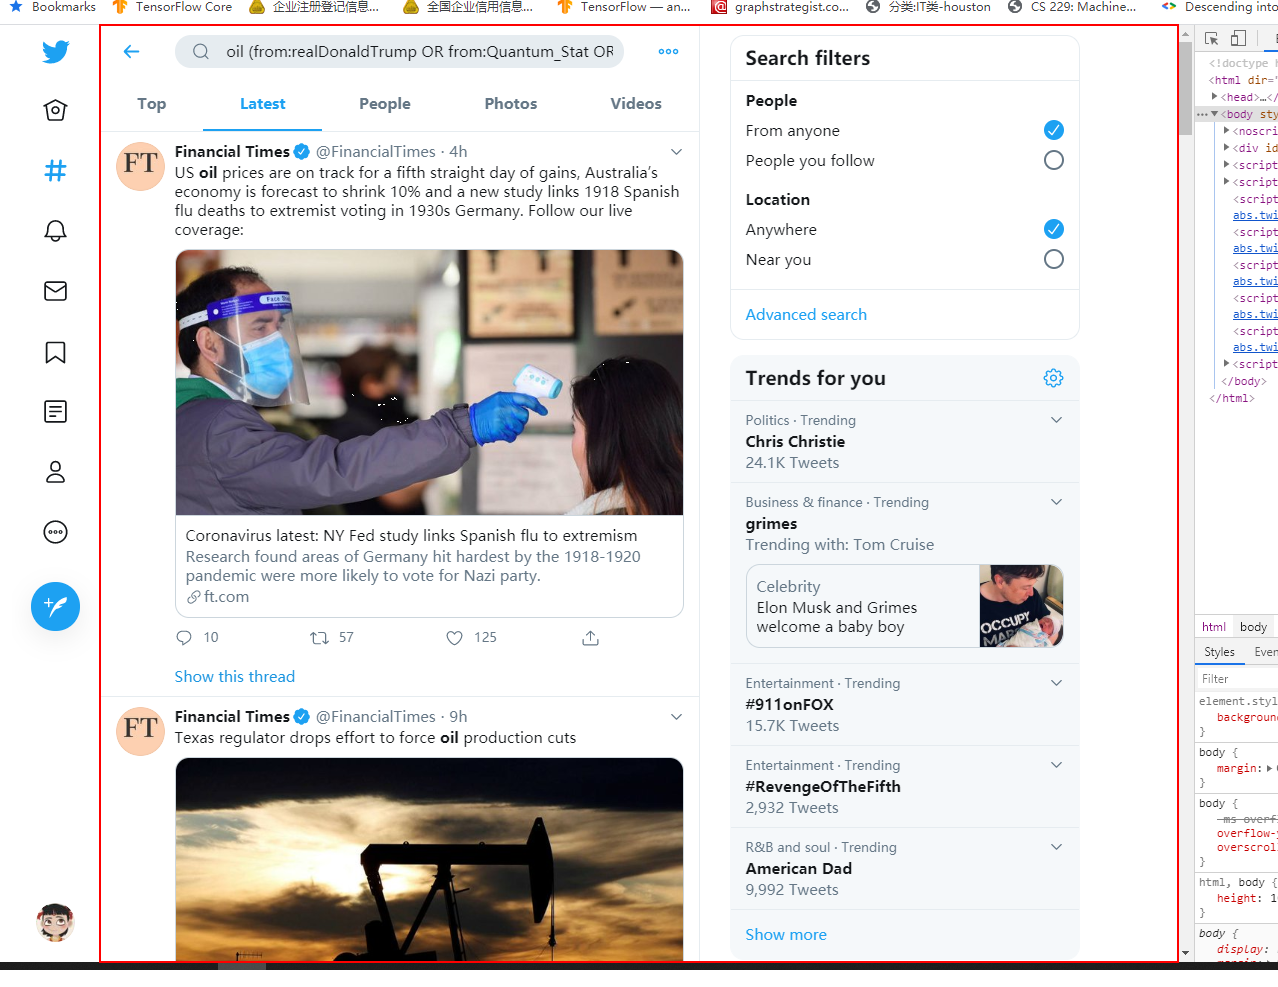 Bookmarks
TensorFlow Core
企业注册登记信息...
全国企业信用信息...
TensorFlow — an...
graphstrategist.co...
分类:IT类-houston
CS 229: Machine...
Descending into
oil (from:realDonaldTrump OR from:Quantum_Stat OR
Top
Latest
People
Photos
Videos
FT
Financial Times @FinancialTimes · 4h
US oil prices are on track for a fifth straight day of gains, Australia's
economy is forecast to shrink 10% and a new study links 1918 Spanish
flu deaths to extremist voting in 1930s Germany. Follow our live
coverage:
Coronavirus latest: NY Fed study links Spanish flu to extremism
Research found areas of Germany hit hardest by the 1918-1920
pandemic were more likely to vote for Nazi party.
ft.com
10
57
125
Show this thread
FT
Financial Times @FinancialTimes · 9h
Texas regulator drops effort to force oil production cuts
Search filters
People
From anyone
People you follow
Location
Anywhere
Near you
Advanced search
Trends for you
Politics · Trending
Chris Christie
24.1K Tweets
Business & finance · Trending
grimes
Trending with: Tom Cruise
Celebrity
Elon Musk and Grimes
welcome a baby boy
OCCUPY
MARS
Entertainment · Trending
#911onFOX
15.7K Tweets
Entertainment · Trending
#RevengeOfTheFifth
2,932 Tweets
R&B and soul · Trending
American Dad
9,992 Tweets
Show more
<!doctype h
<html dir="
<head>…</
<body sty
<noscri
<div id
<script
<script
<script
abs.twi
<script
abs.twi
<script
abs.twi
<script
abs.twi
<script
abs.twi
<script
</body>
</html>
html body
Styles Even
Filter
element.styl
background
}
body {
margin: ▶
}
body {
-ms-overfl
overflow-y
overscroll
}
html, body {
height: 1
}
body {
display: